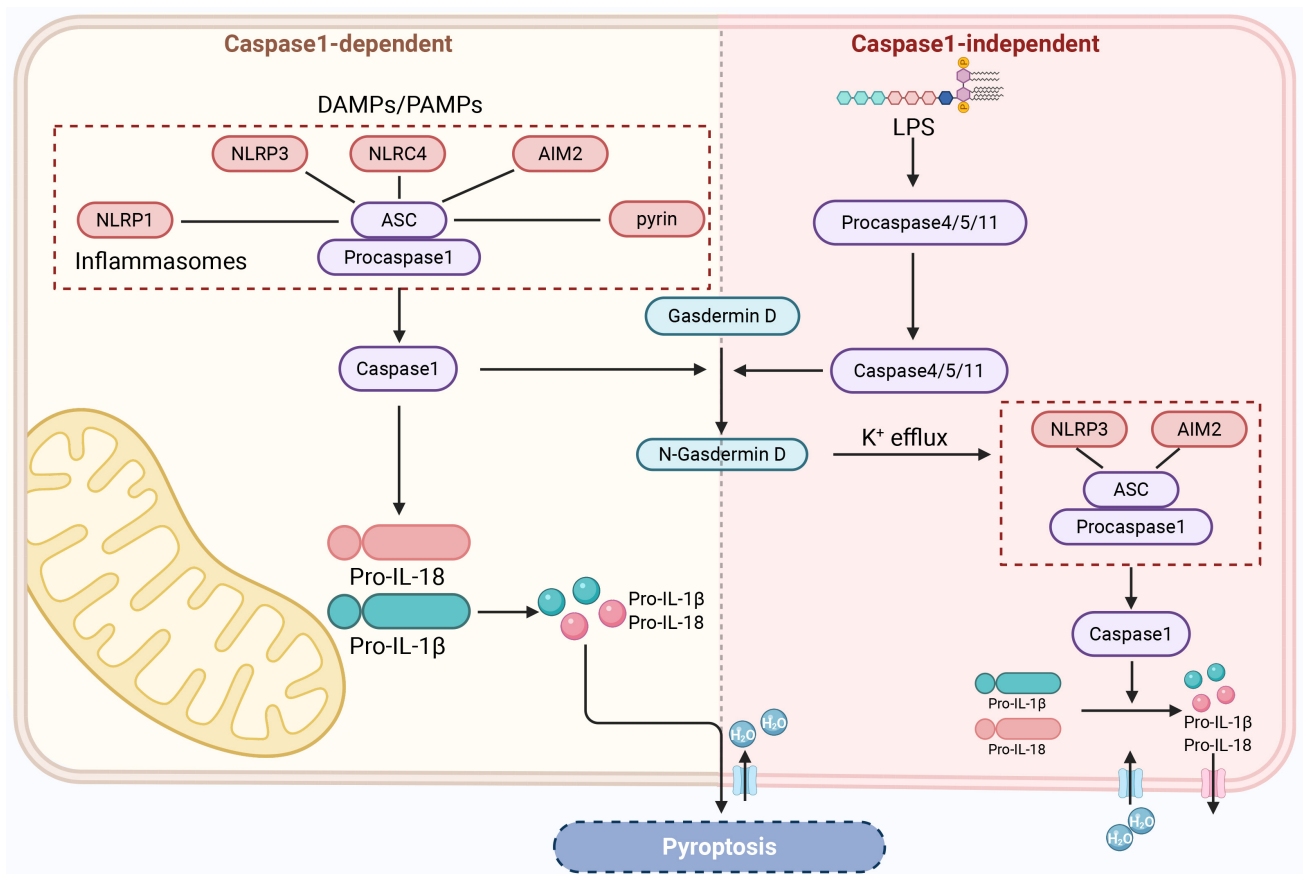 Caspase1-dependent
Caspase1-independent
DAMPs/PAMPs
NLRP3
NLRC4
AIM2
NLRP1
ASC
pyrin
Inflammasomes
Procaspase1
Caspase1
P
P
LPS
Procaspase4/5/11
Gasdermin D
Caspase4/5/11
N-Gasdermin D
K⁺ efflux
NLRP3
AIM2
ASC
Procaspase1
Caspase1
Pro-IL-18
Pro-IL-1β
Pro-IL-1β
Pro-IL-18
H₂O
H₂O
Pro-IL-1β
Pro-IL-18
Pro-IL-1β
Pro-IL-18
H₂O
H₂O
Pyroptosis